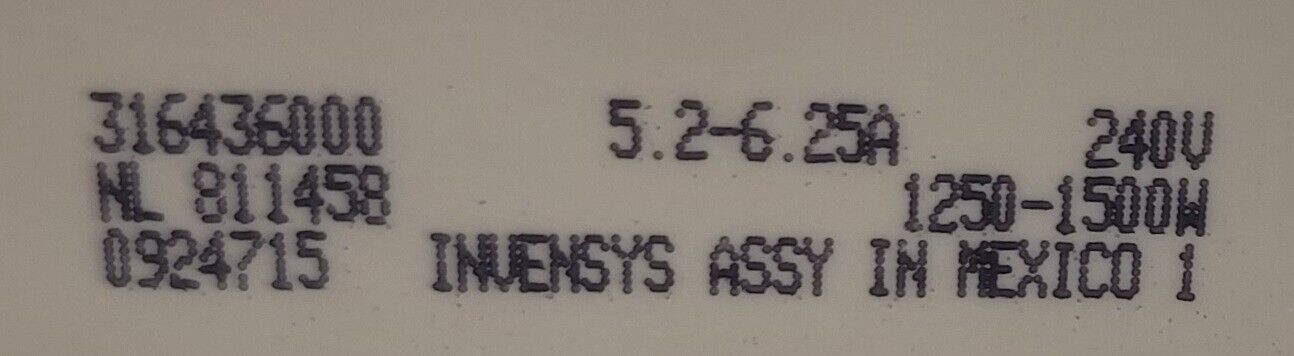 316436000 5.2-6.25A 240V
NL 811458 1250-1500W
0924715 INVENSYS ASSY IN MEXICO 1